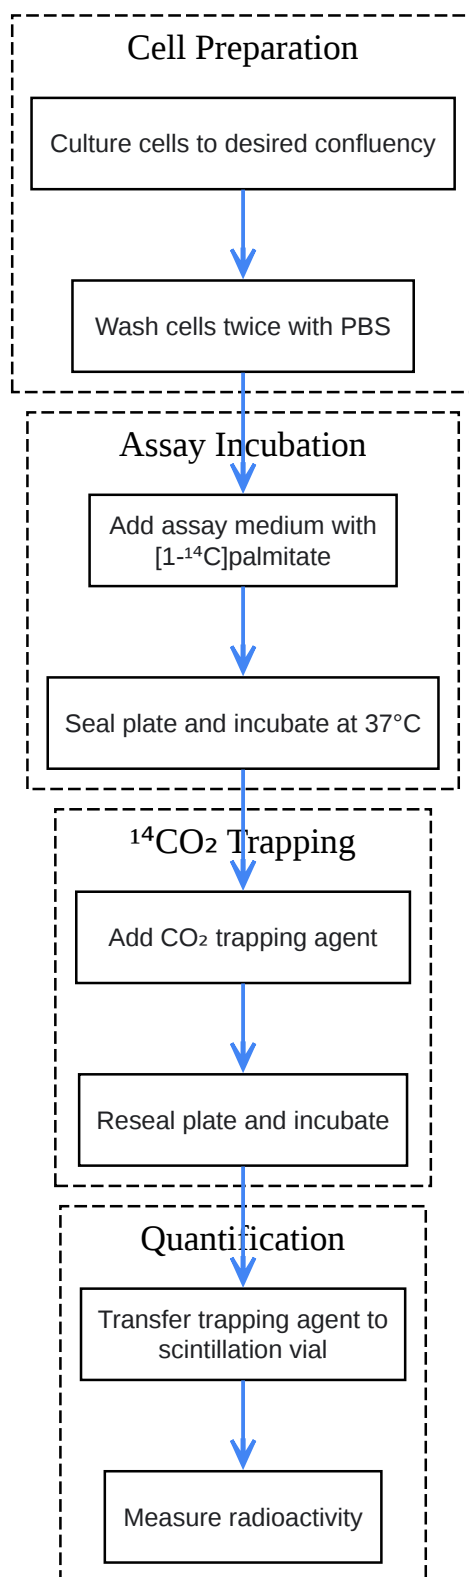 Cell Preparation
Culture cells to desired confluency
Wash cells twice with PBS
Assay Incubation
Add assay medium with
[1-¹⁴C]palmitate
Seal plate and incubate at 37°C
¹⁴CO₂ Trapping
Add CO₂ trapping agent
Reseal plate and incubate
Quantification
Transfer trapping agent to
scintillation vial
Measure radioactivity